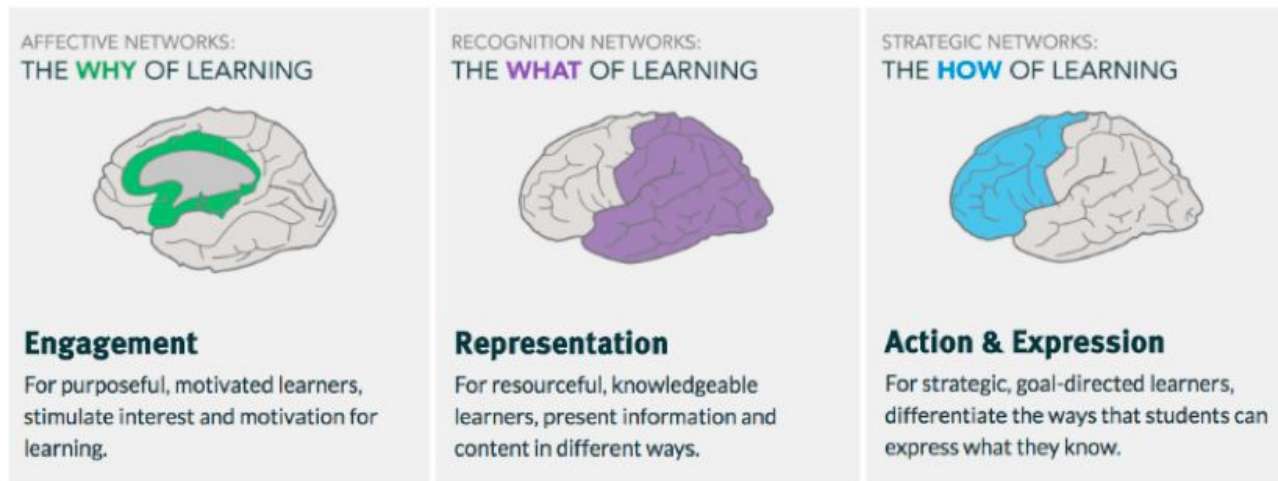 AFFECTIVE NETWORKS:
THE WHY OF LEARNING
Engagement
For purposeful, motivated learners,
stimulate interest and motivation for
learning.
RECOGNITION NETWORKS:
THE WHAT OF LEARNING
Representation
For resourceful, knowledgeable
learners, present information and
content in different ways.
STRATEGIC NETWORKS:
THE HOW OF LEARNING
Action & Expression
For strategic, goal-directed learners,
differentiate the ways that students can
express what they know.